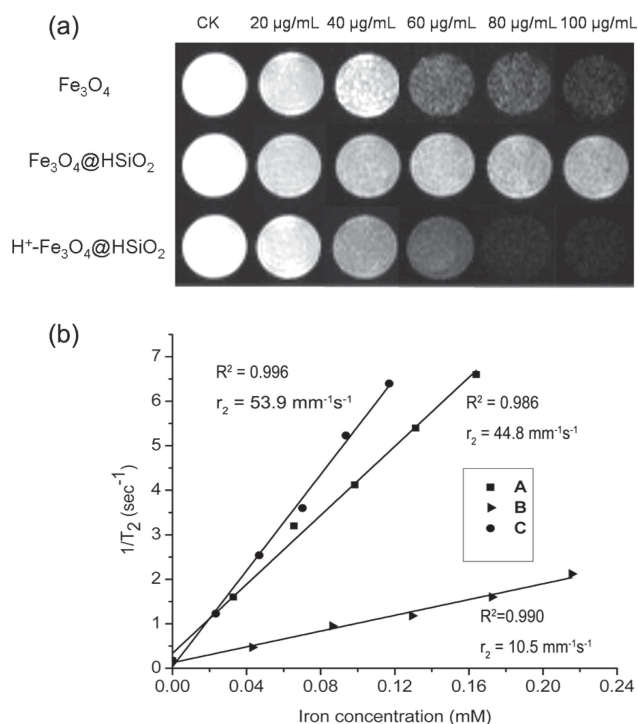 (a)
CK 20 µg/mL 40 µg/mL 60 µg/mL 80 µg/mL 100 µg/mL
Fe₃O₄
Fe₃O₄@HSiO₂
H⁺-Fe₃O₄@HSiO₂
(b)
7
6
5
4
3
2
1
0
1/T₂ (sec⁻¹)
R² = 0.996
r₂ = 53.9 mm⁻¹s⁻¹
R² = 0.986
r₂ = 44.8 mm⁻¹s⁻¹
A
B
C
R²=0.990
r₂ = 10.5 mm⁻¹s⁻¹
0.00 0.04 0.08 0.12 0.16 0.20 0.24
Iron concentration (mM)